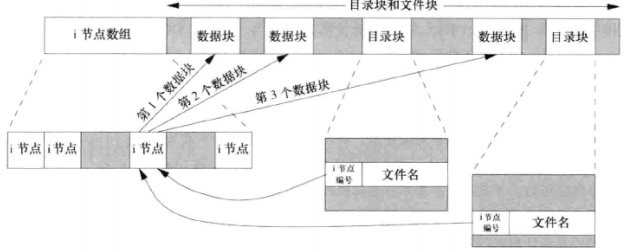 目录块和文件块
i 节点数组
数据块
数据块
目录块
数据块
目录块
第 1 个数据块
第 2 个数据块
第 3 个数据块
i 节点
i 节点
i 节点
i 节点
i 节点
编号
文件名
i 节点
编号
文件名